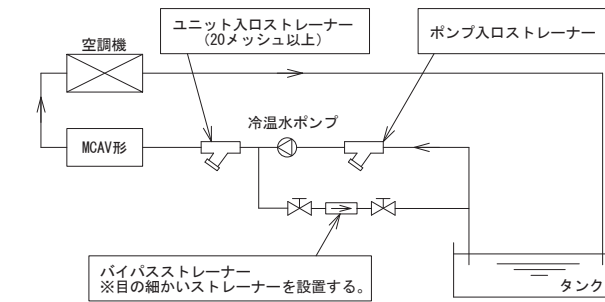 ユニット入口ストレーナー
(20メッシュ以上)
ポンプ入口ストレーナー
空調機
冷温水ポンプ
MCAV形
バイパスストレーナー
※目の細かいストレーナーを設置する。
タンク